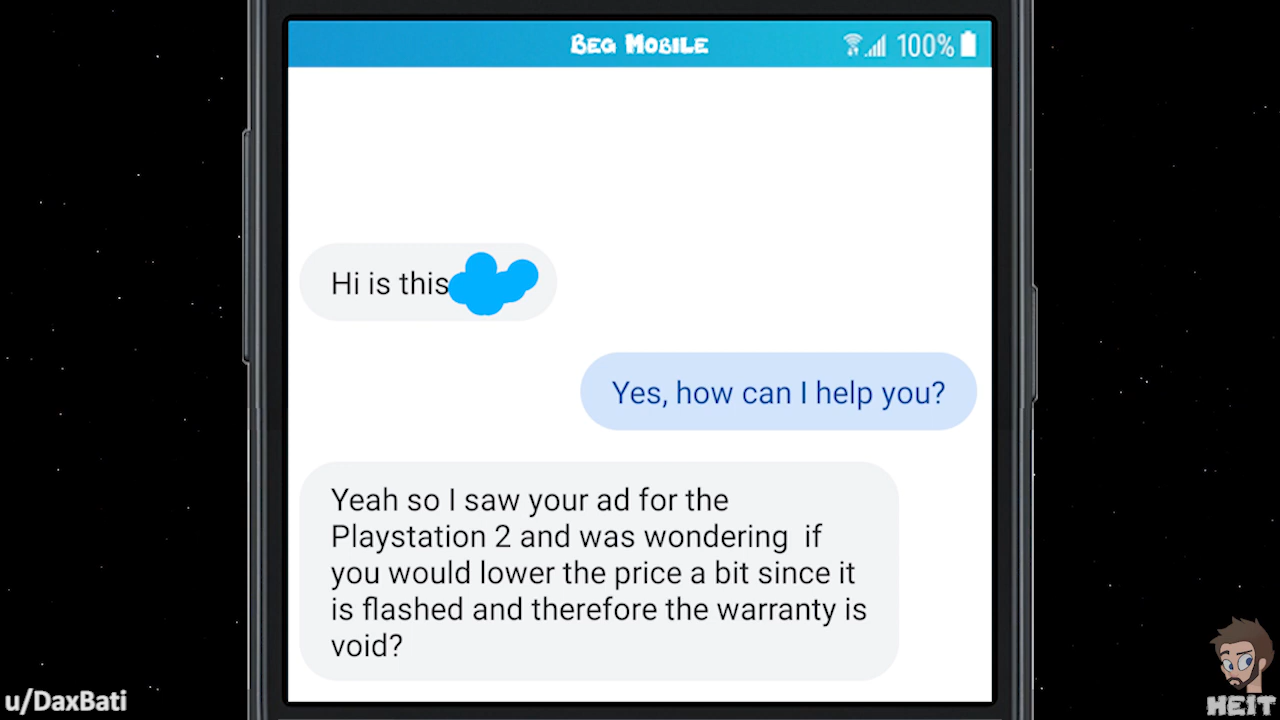 BEG MOBILE
100%
Hi is this
Yes, how can I help you?
Yeah so I saw your ad for the
Playstation 2 and was wondering  if
you would lower the price a bit since it
is flashed and therefore the warranty is
void?
u/DaxBati
HEIT